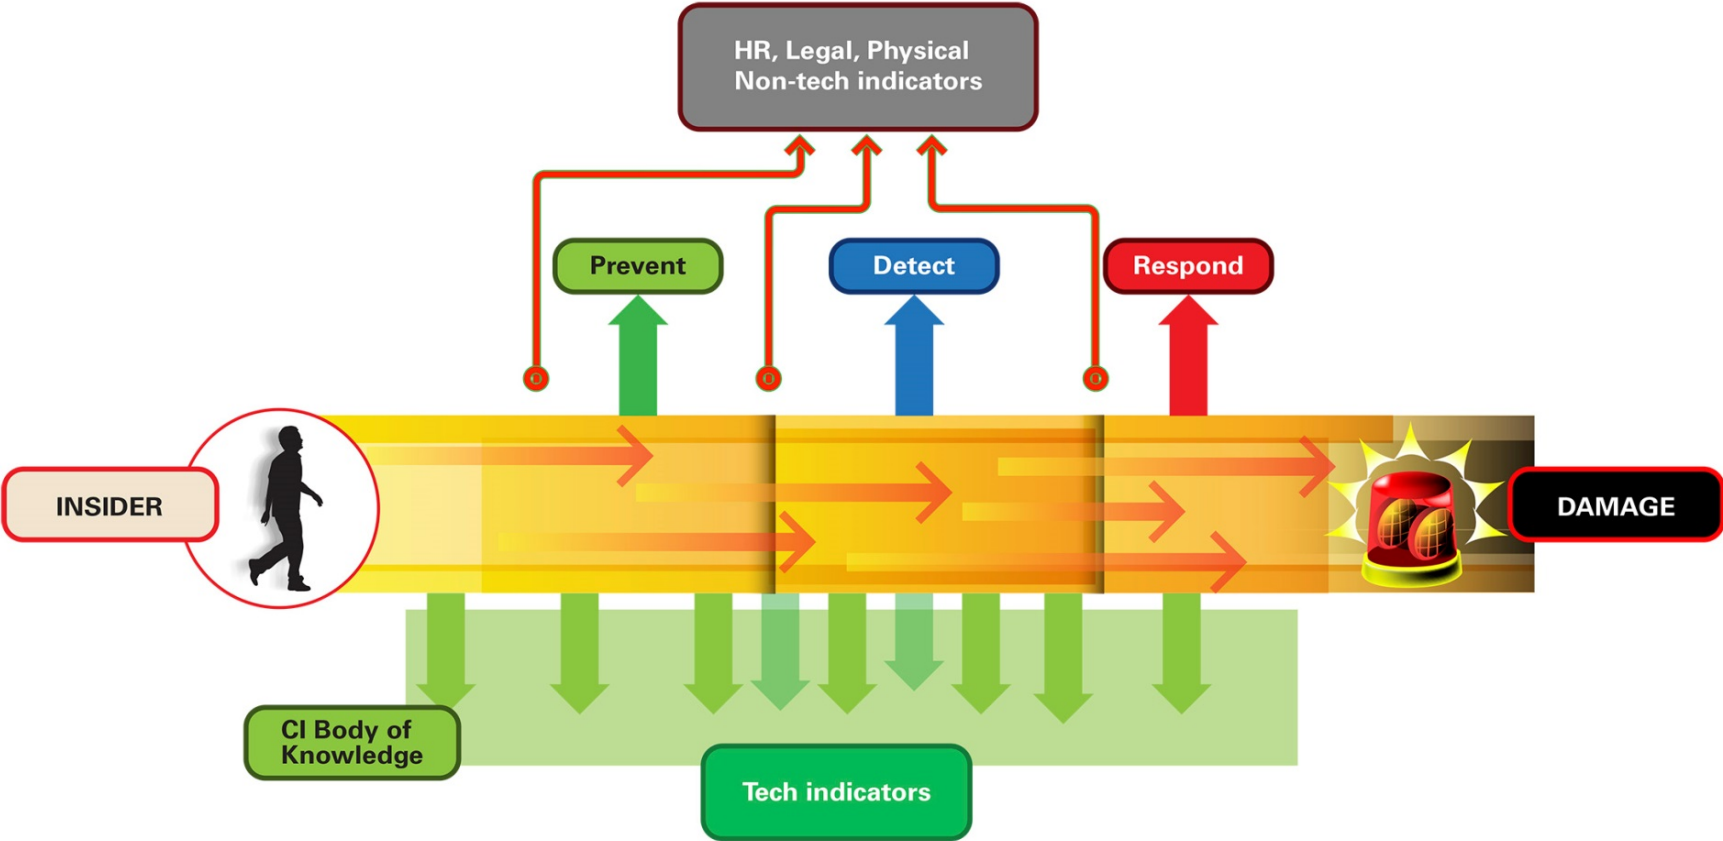 HR, Legal, Physical
Non-tech indicators
Prevent
Detect
Respond
INSIDER
DAMAGE
CI Body of
Knowledge
Tech indicators